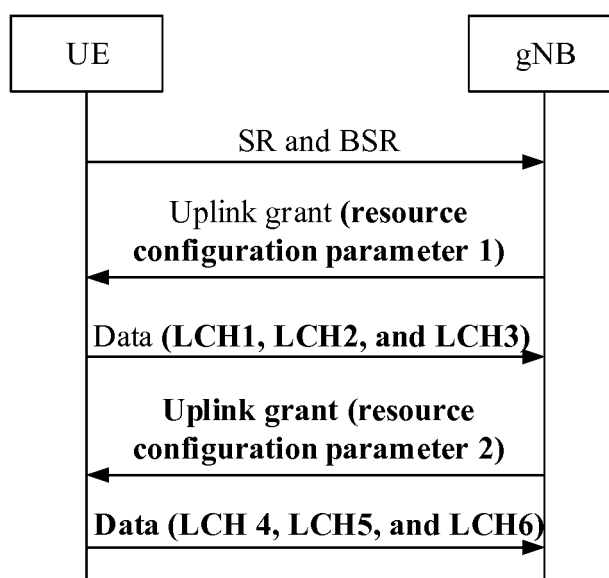 UE
gNB
SR and BSR
Uplink grant (resource
configuration parameter 1)
Data (LCH1, LCH2, and LCH3)
Uplink grant (resource
configuration parameter 2)
Data (LCH 4, LCH5, and LCH6)